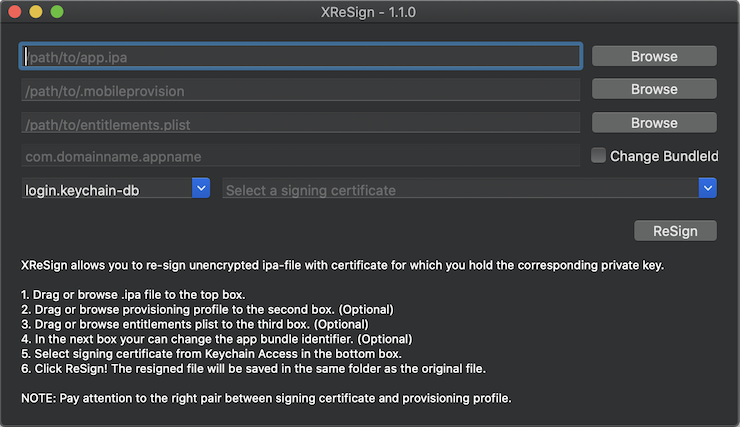 XReSign - 1.1.0
/path/to/app.ipa
Browse
/path/to/.mobileprovision
Browse
/path/to/entitlements.plist
Browse
com.domainname.appname
Change BundleId
login.keychain-db
Select a signing certificate
ReSign
XReSign allows you to re-sign unencrypted ipa-file with certificate for which you hold the corresponding private key.
1. Drag or browse .ipa file to the top box.
2. Drag or browse provisioning profile to the second box. (Optional)
3. Drag or browse entitlements plist to the third box. (Optional)
4. In the next box your can change the app bundle identifier. (Optional)
5. Select signing certificate from Keychain Access in the bottom box.
6. Click ReSign! The resigned file will be saved in the same folder as the original file.
NOTE: Pay attention to the right pair between signing certificate and provisioning profile.